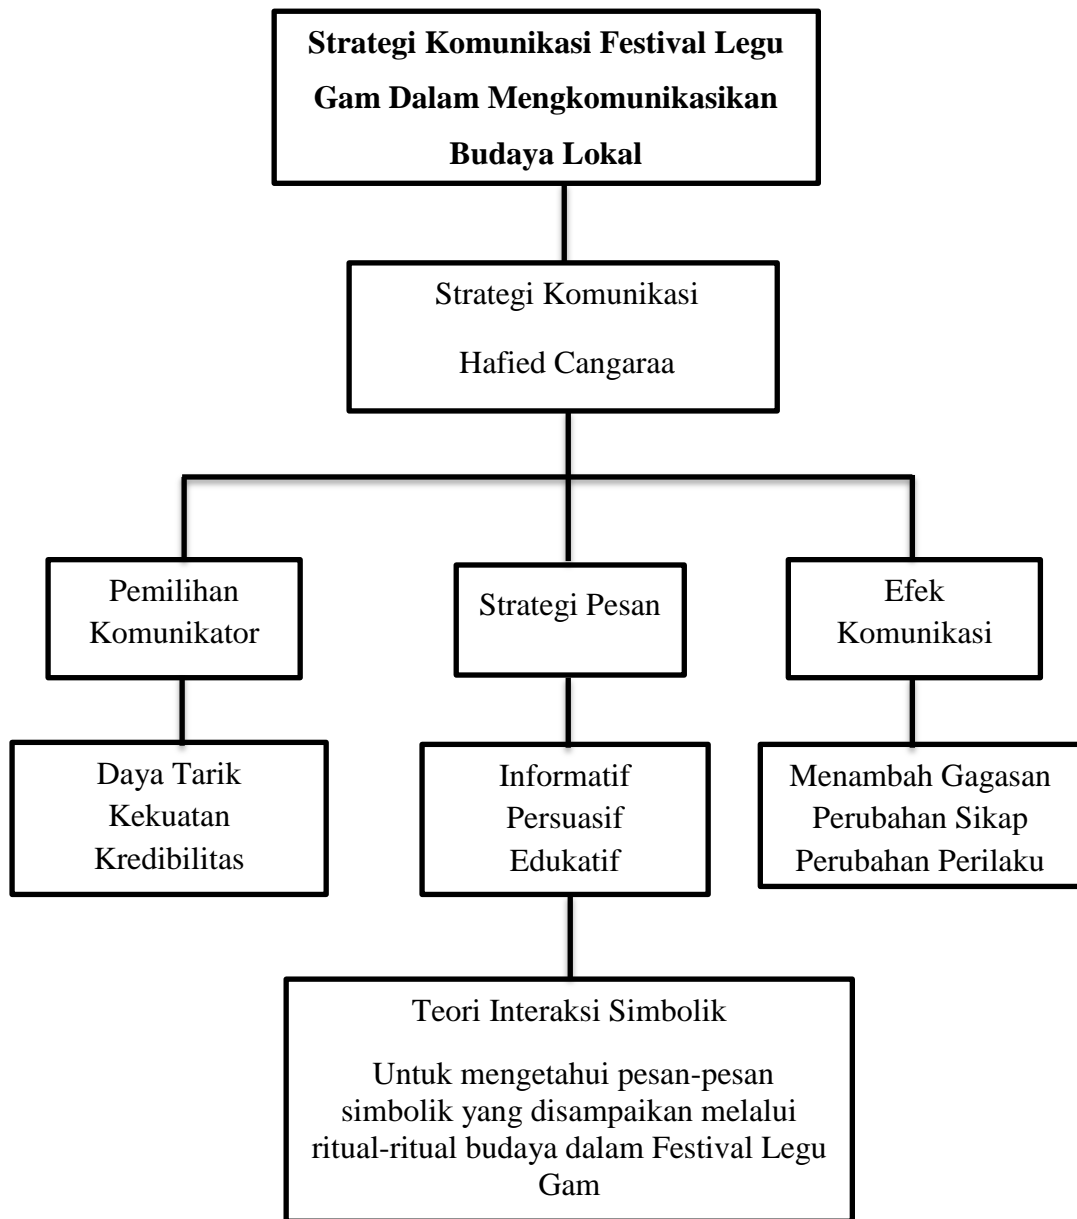 Strategi Komunikasi Festival Legu
Gam Dalam Mengkomunikasikan
Budaya Lokal
Strategi Komunikasi
Hafied Cangaraa
Pemilihan
Komunikator
Strategi Pesan
Efek
Komunikasi
Daya Tarik
Kekuatan
Kredibilitas
Informatif
Persuasif
Edukatif
Menambah Gagasan
Perubahan Sikap
Perubahan Perilaku
Teori Interaksi Simbolik
Untuk mengetahui pesan-pesan
simbolik yang disampaikan melalui
ritual-ritual budaya dalam Festival Legu
Gam